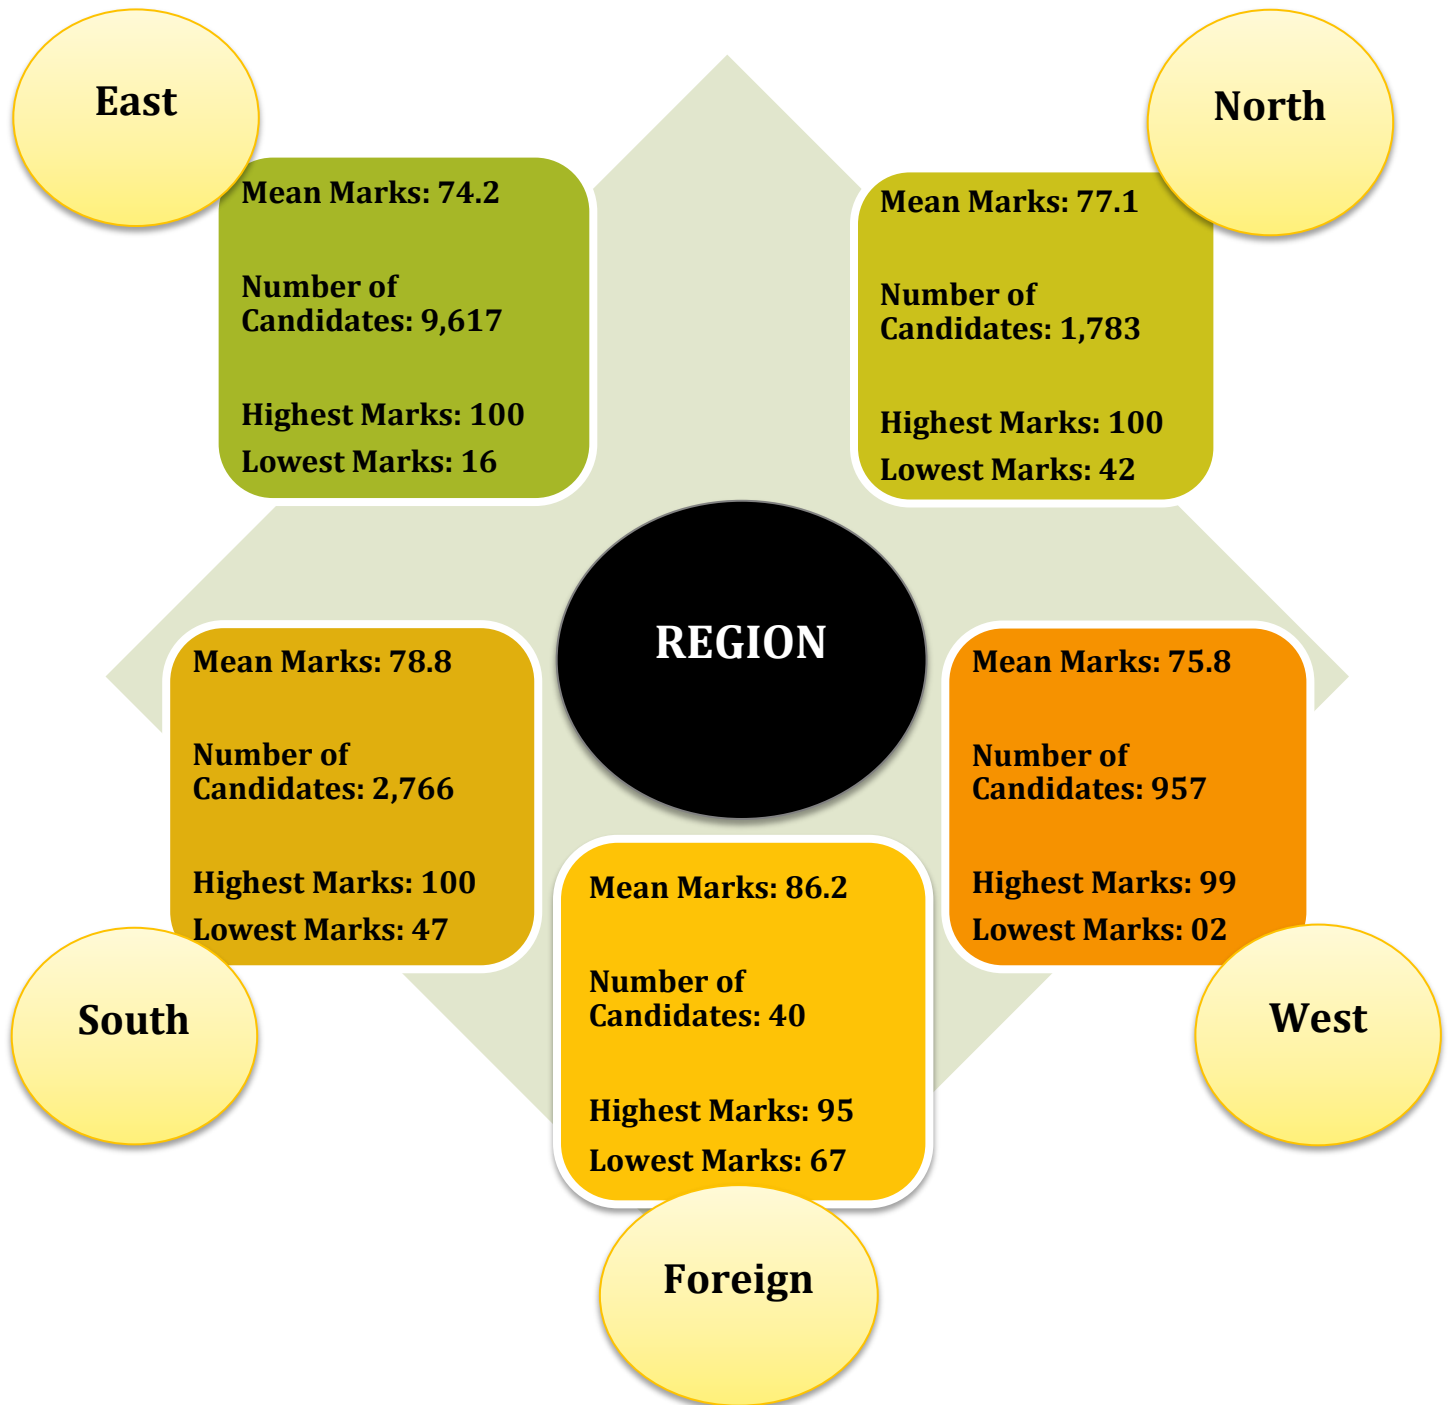 East
Mean Marks: 74.2
Number of
Candidates: 9,617
Highest Marks: 100
Lowest Marks: 16
North
Mean Marks: 77.1
Number of
Candidates: 1,783
Highest Marks: 100
Lowest Marks: 42
REGION
Mean Marks: 78.8
Number of
Candidates: 2,766
Highest Marks: 100
Lowest Marks: 47
South
Mean Marks: 86.2
Number of
Candidates: 40
Highest Marks: 95
Lowest Marks: 67
Foreign
Mean Marks: 75.8
Number of
Candidates: 957
Highest Marks: 99
Lowest Marks: 02
West